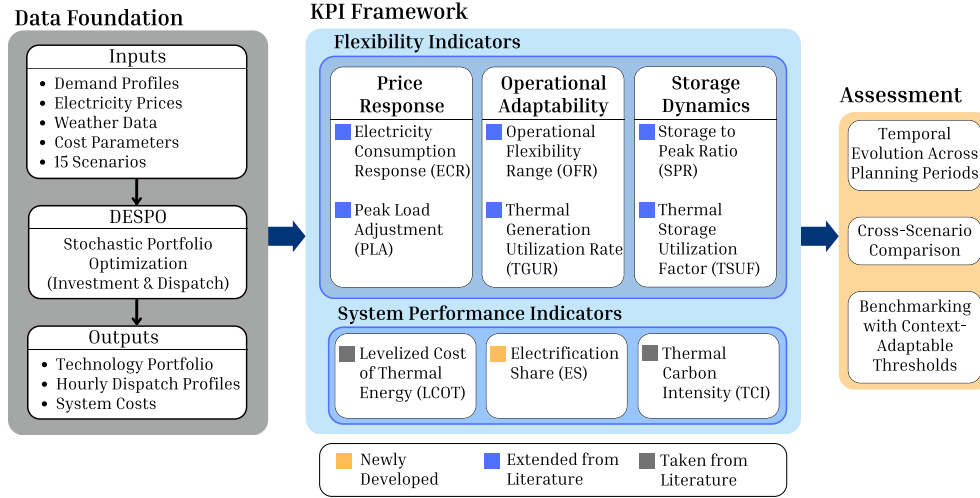 Data Foundation
Inputs
• Demand Profiles
• Electricity Prices
• Weather Data
• Cost Parameters
• 15 Scenarios
DESPO
Stochastic Portfolio
Optimization
(Investment & Dispatch)
Outputs
• Technology Portfolio
• Hourly Dispatch Profiles
• System Costs
KPI Framework
Flexibility Indicators
Price
Response
Electricity
Consumption
Response (ECR)
Peak Load
Adjustment
(PLA)
Operational
Adaptability
Operational
Flexibility
Range (OFR)
Thermal
Generation
Utilization Rate
(TGUR)
Storage
Dynamics
Storage to
Peak Ratio
(SPR)
Thermal
Storage
Utilization
Factor (TSUF)
System Performance Indicators
Levelized Cost
of Thermal
Energy (LCOT)
Electrification
Share (ES)
Thermal
Carbon
Intensity (TCI)
Newly
Developed
Extended from
Literature
Taken from
Literature
Assessment
Temporal
Evolution Across
Planning Periods
Cross-Scenario
Comparison
Benchmarking
with Context-
Adaptable
Thresholds